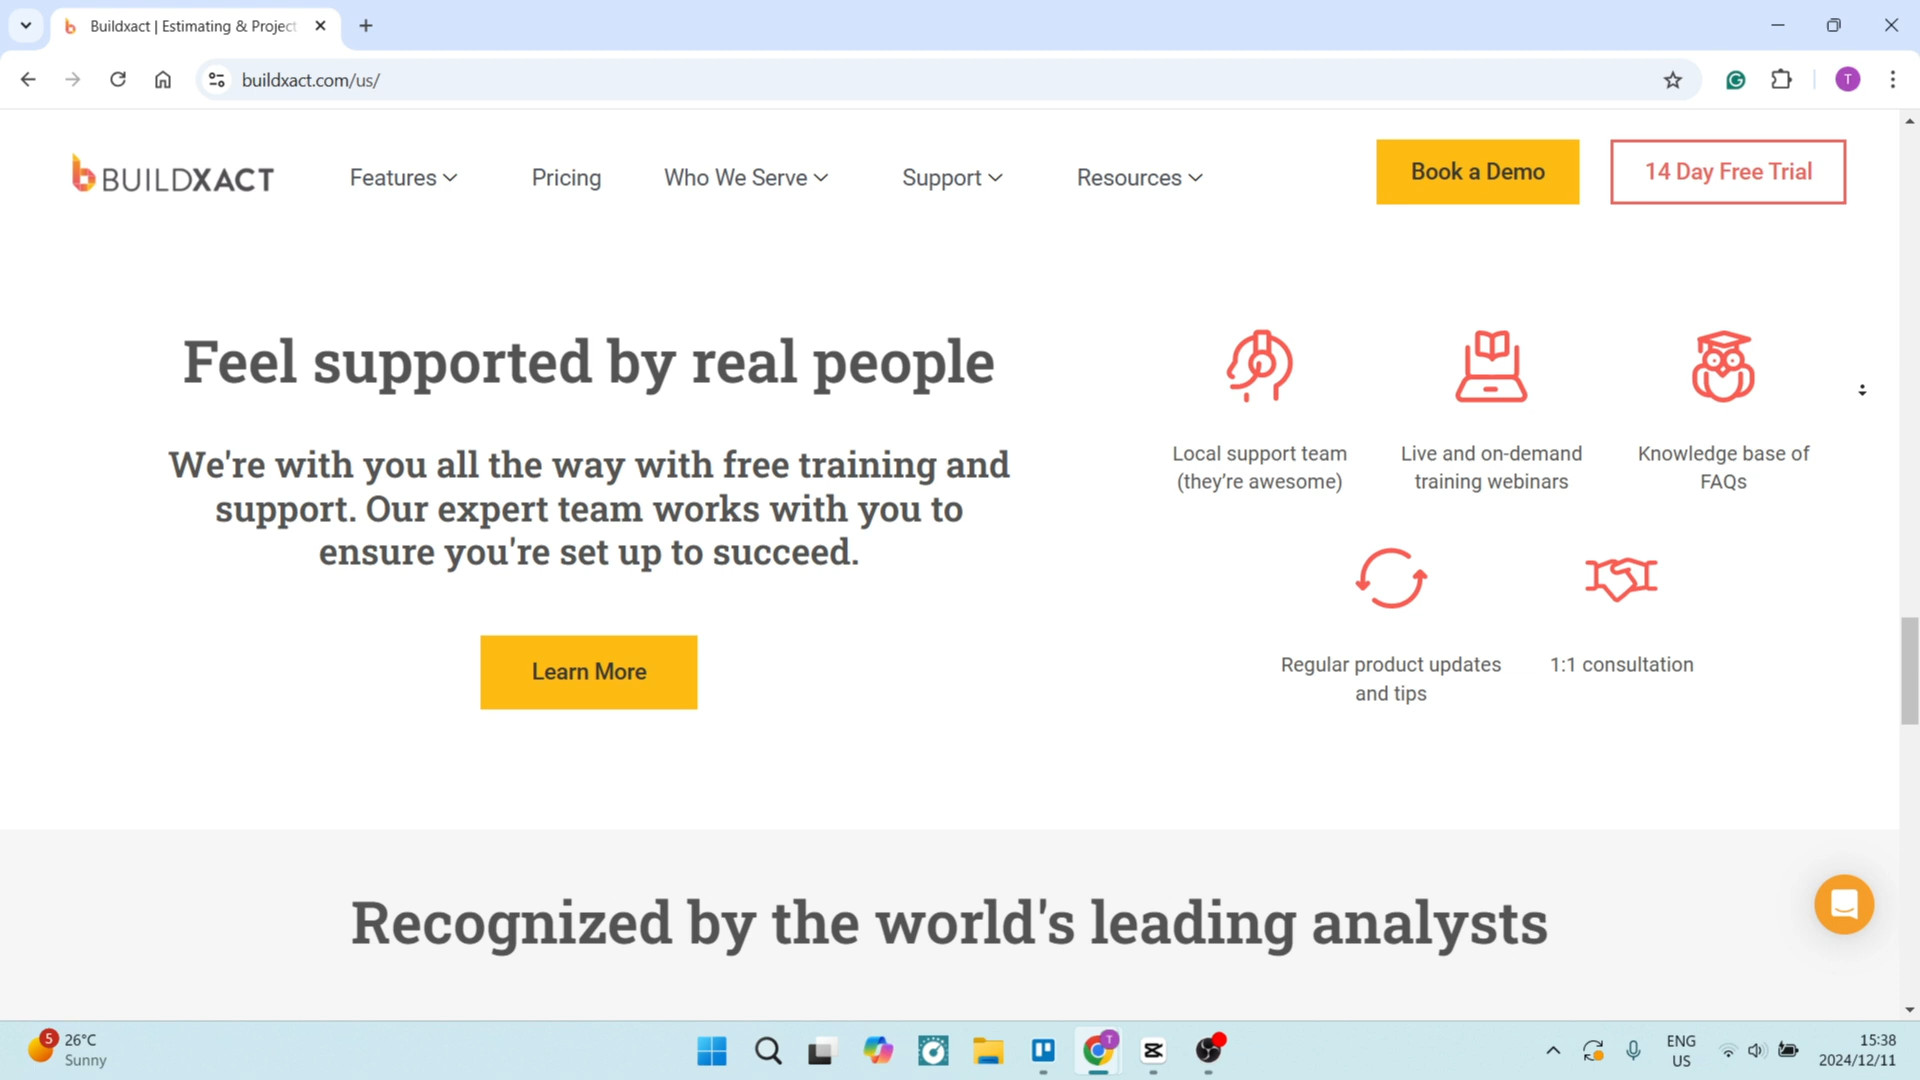 Buildxact | Estimating & Project
buildxact.com/us/
T
BUILDXACT
Features
Pricing
Who We Serve
Support
Resources
Book a Demo
14 Day Free Trial
Feel supported by real people
We're with you all the way with free training and
support. Our expert team works with you to
ensure you're set up to succeed.
Learn More
Local support team
(they're awesome)
Live and on-demand
training webinars
Knowledge base of
FAQs
Regular product updates
and tips
1:1 consultation
Recognized by the world's leading analysts
5
26°C
Sunny
T
ENG
US
15:38
2024/12/11